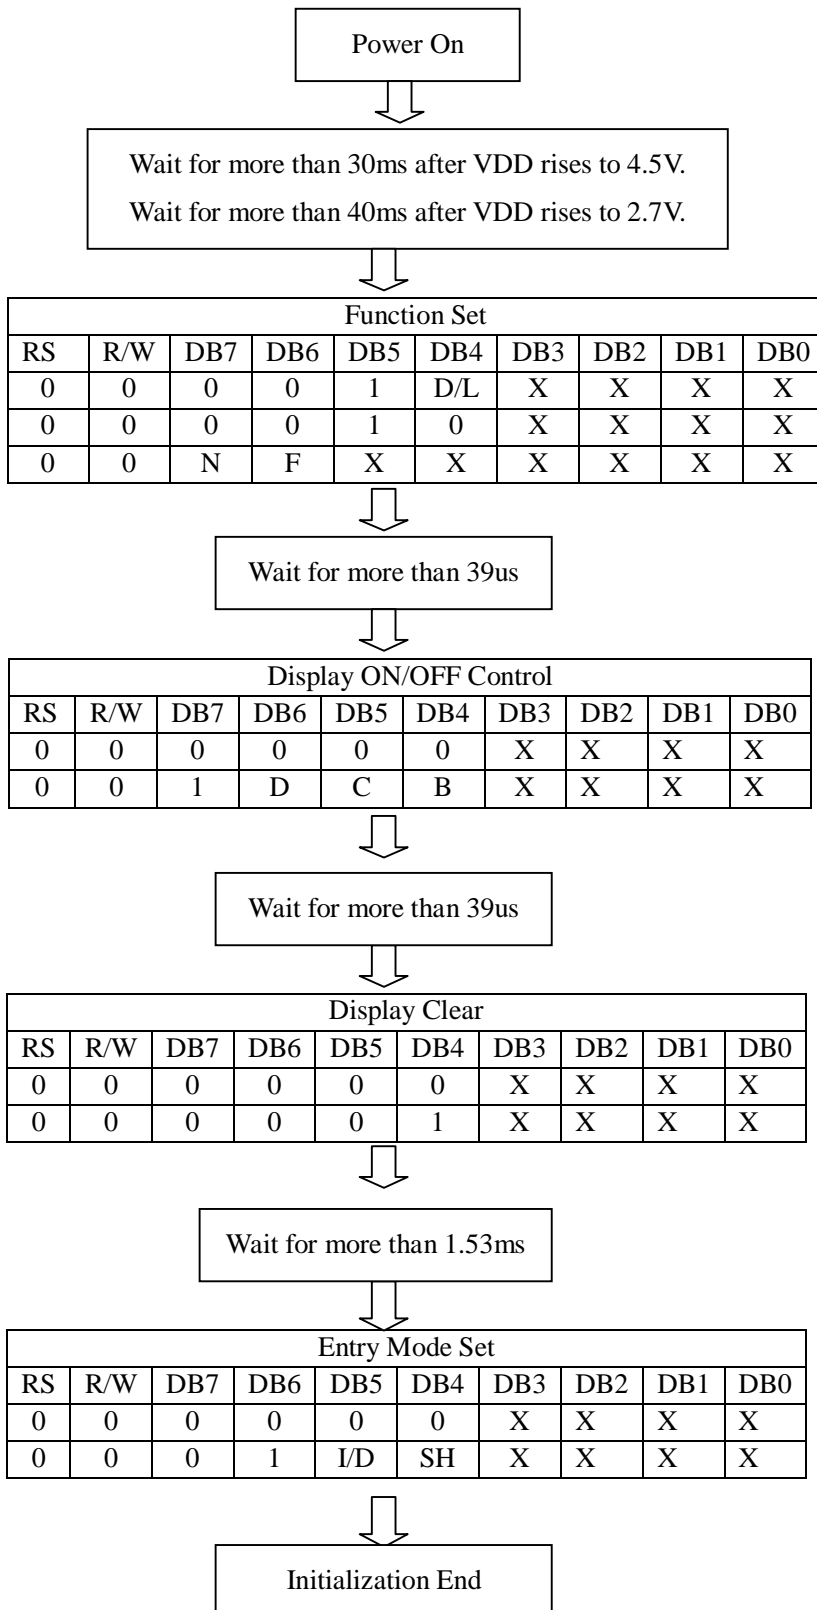 Power On
Wait for more than 30ms after VDD rises to 4.5V.
Wait for more than 40ms after VDD rises to 2.7V.
Function Set
RS R/W DB7 DB6 DB5 DB4 DB3 DB2 DB1 DB0
0 0 0 0 1 D/L X X X X
0 0 0 0 1 0 X X X X
0 0 N F X X X X X X
Wait for more than 39us
Display ON/OFF Control
RS R/W DB7 DB6 DB5 DB4 DB3 DB2 DB1 DB0
0 0 0 0 0 0 X X X X
0 0 1 D C B X X X X
Wait for more than 39us
Display Clear
RS R/W DB7 DB6 DB5 DB4 DB3 DB2 DB1 DB0
0 0 0 0 0 0 X X X X
0 0 0 0 0 1 X X X X
Wait for more than 1.53ms
Entry Mode Set
RS R/W DB7 DB6 DB5 DB4 DB3 DB2 DB1 DB0
0 0 0 0 0 0 X X X X
0 0 0 1 I/D SH X X X X
Initialization End